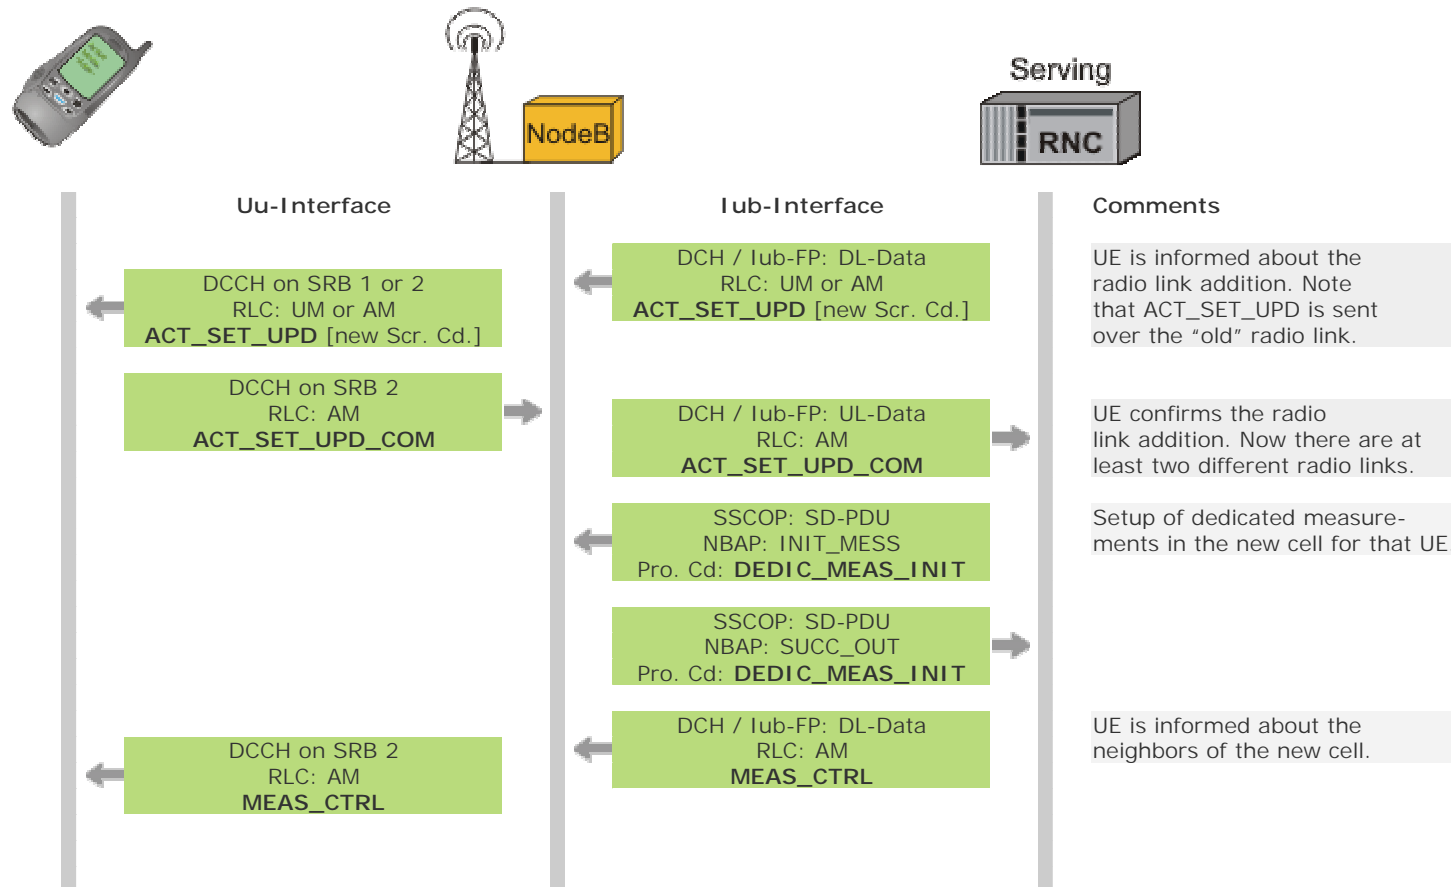 Serving
NodeB
RNC
Uu-Interface
Iub-Interface
Comments
DCH / Iub-FP: DL-Data
RLC: UM or AM
ACT_SET_UPD [new Scr. Cd.]
UE is informed about the
radio link addition. Note
that ACT_SET_UPD is sent
over the “old” radio link.
DCCH on SRB 1 or 2
RLC: UM or AM
ACT_SET_UPD [new Scr. Cd.]
DCCH on SRB 2
RLC: AM
ACT_SET_UPD_COM
DCH / Iub-FP: UL-Data
RLC: AM
ACT_SET_UPD_COM
UE confirms the radio
link addition. Now there are at
least two different radio links.
SSCOP: SD-PDU
NBAP: INIT_MESS
Pro. Cd: DEDIC_MEAS_INIT
Setup of dedicated measure-
ments in the new cell for that UE
SSCOP: SD-PDU
NBAP: SUCC_OUT
Pro. Cd: DEDIC_MEAS_INIT
DCH / Iub-FP: DL-Data
RLC: AM
MEAS_CTRL
UE is informed about the
neighbors of the new cell.
DCCH on SRB 2
RLC: AM
MEAS_CTRL